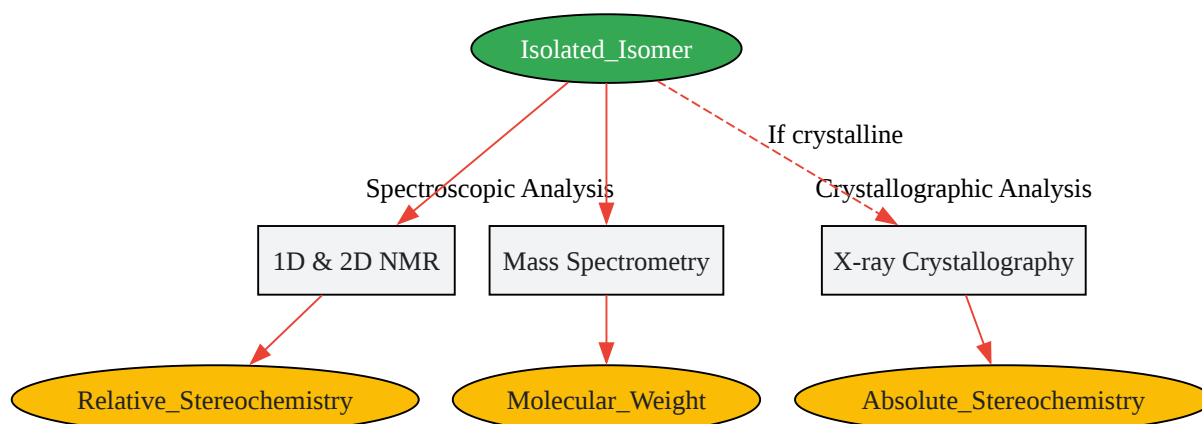 Isolated_Isomer
If crystalline
Spectroscopic Analysis
Crystallographic Analysis
1D & 2D NMR
Mass Spectrometry
X-ray Crystallography
Relative_Stereochemistry
Molecular_Weight
Absolute_Stereochemistry